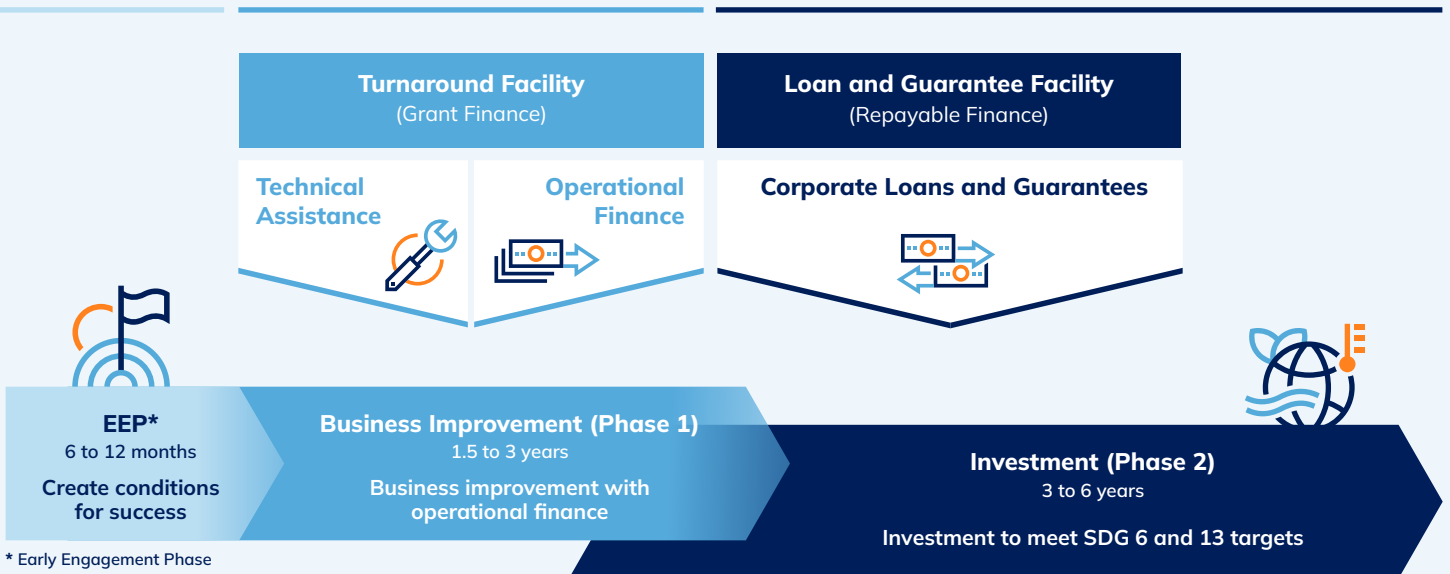 Turnaround Facility
(Grant Finance)
Loan and Guarantee Facility
(Repayable Finance)
Technical
Assistance
Operational
Finance
Corporate Loans and Guarantees
EEP*
6 to 12 months
Create conditions
for success
Business Improvement (Phase 1)
1.5 to 3 years
Business improvement with
operational finance
Investment (Phase 2)
3 to 6 years
Investment to meet SDG 6 and 13 targets
* Early Engagement Phase